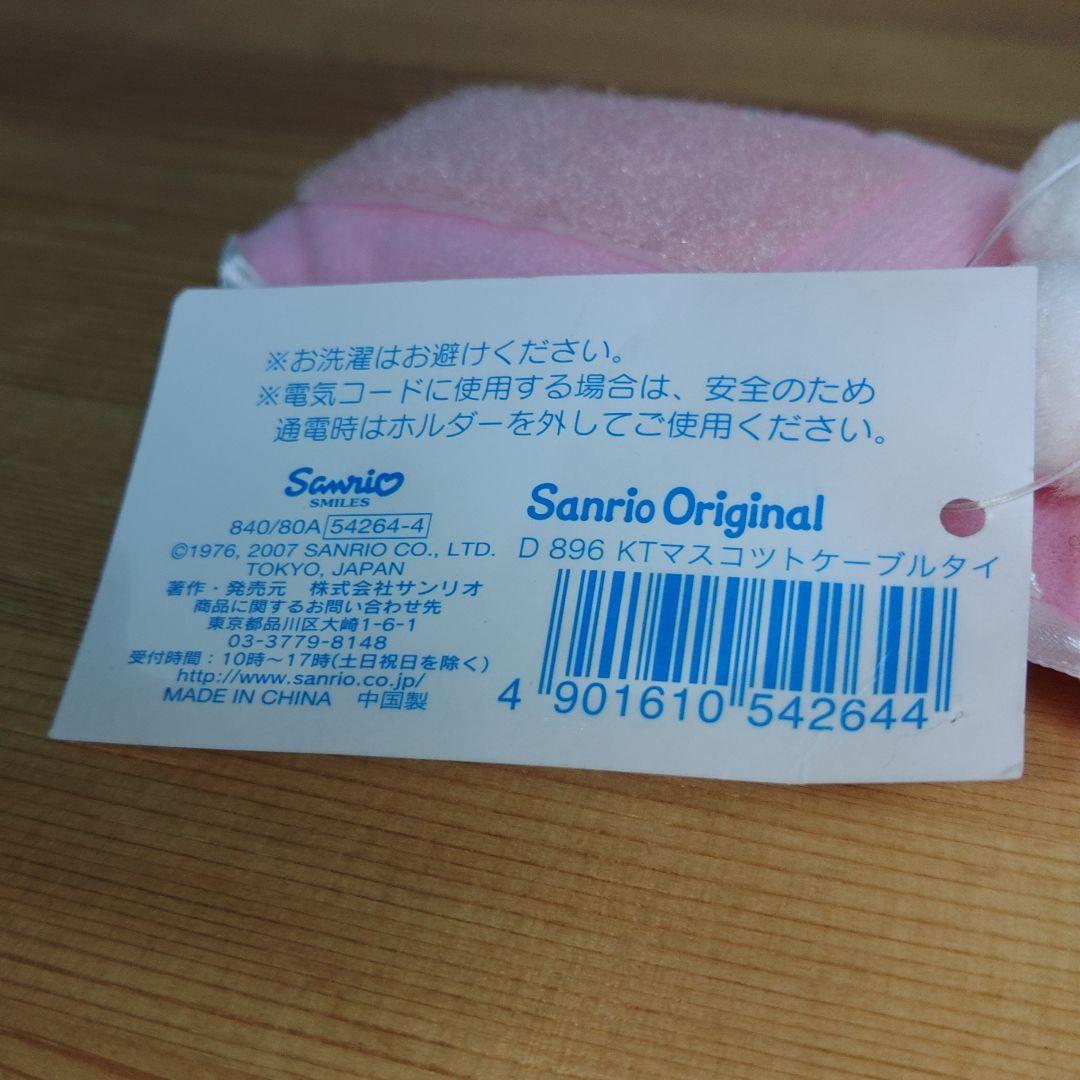 ※お洗濯はお避けください。
※電気コードに使用する場合は、安全のため
通電時はホルダーを外してご使用ください。
Sanrio
SMILES
840/80A 54264-4
©1976, 2007 SANRIO CO., LTD.
TOKYO, JAPAN
著作・発売元 株式会社サンリオ
商品に関するお問い合わせ先
東京都品川区大崎1-6-1
03-3779-8148
受付時間：10時〜17時(土日祝日を除く)
http://www.sanrio.co.jp/
MADE IN CHINA 中国製
Sanrio Original
D 896 KTマスコットケーブルタイ
4 901610 542644